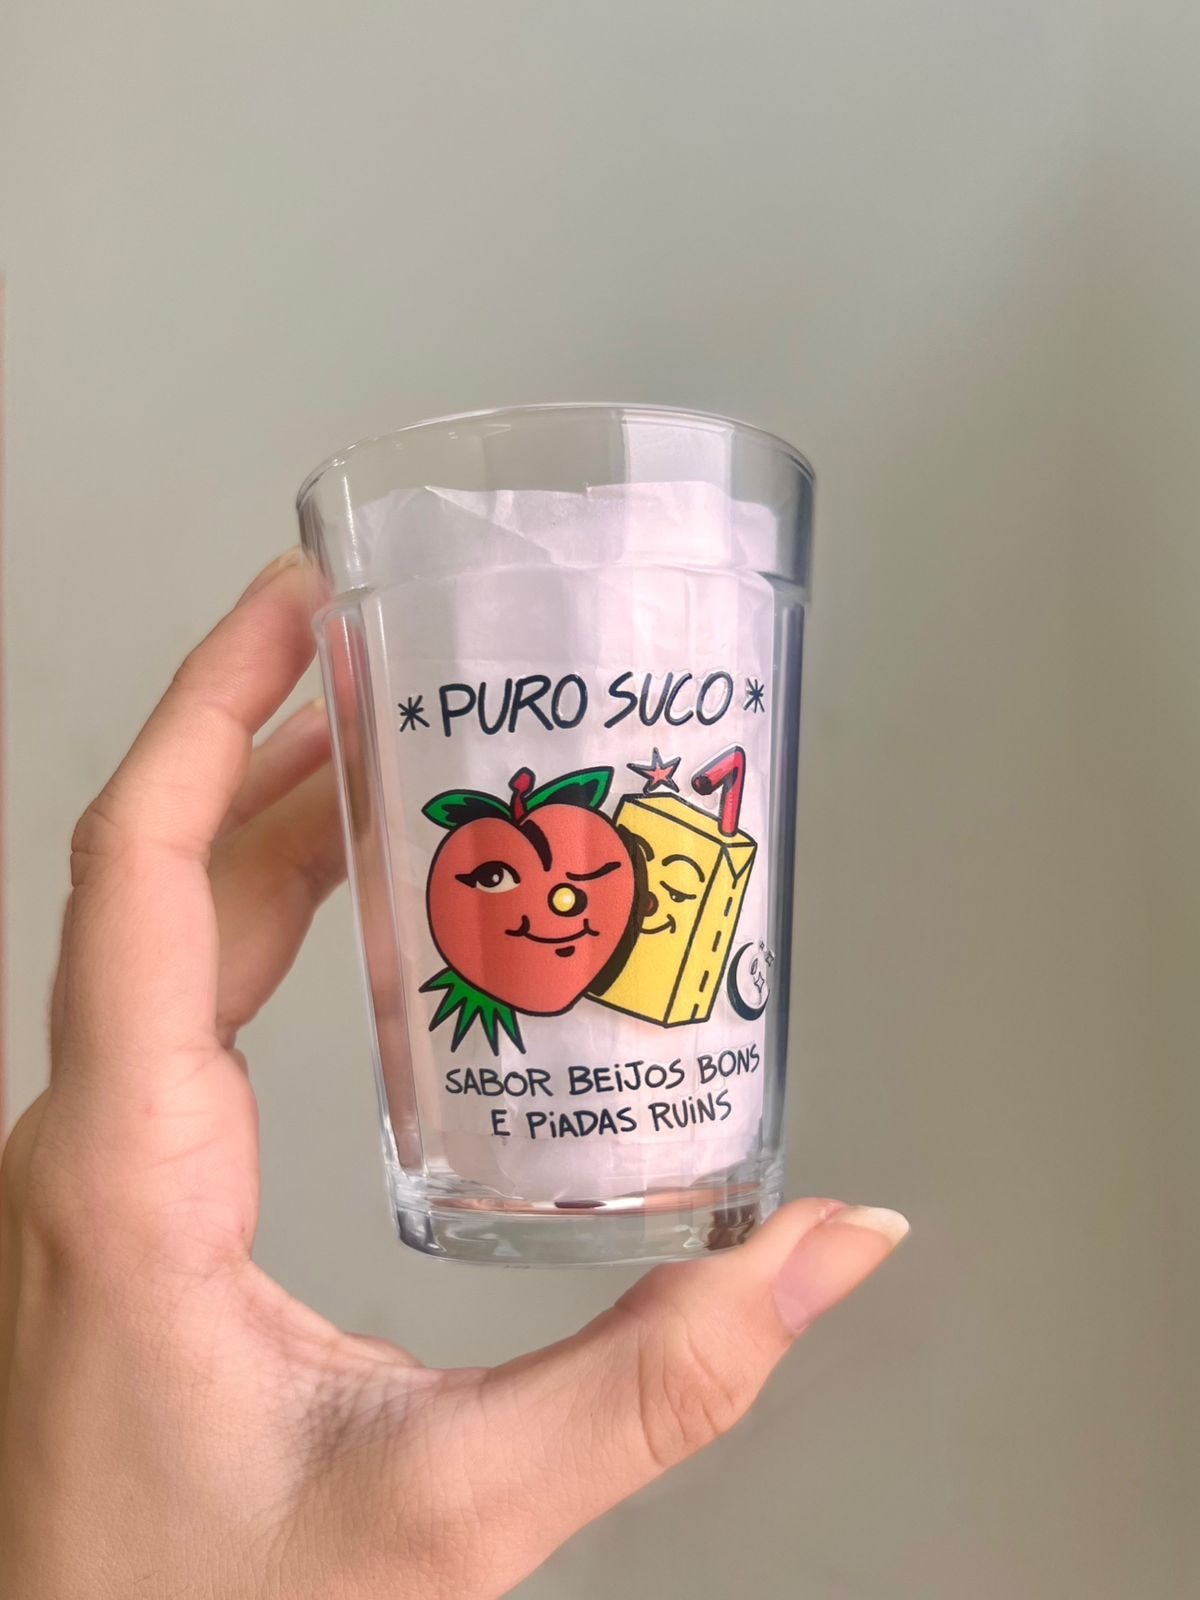 * PURO SUCO *
SABOR BEIJOS BONS
E PIADAS RUINS